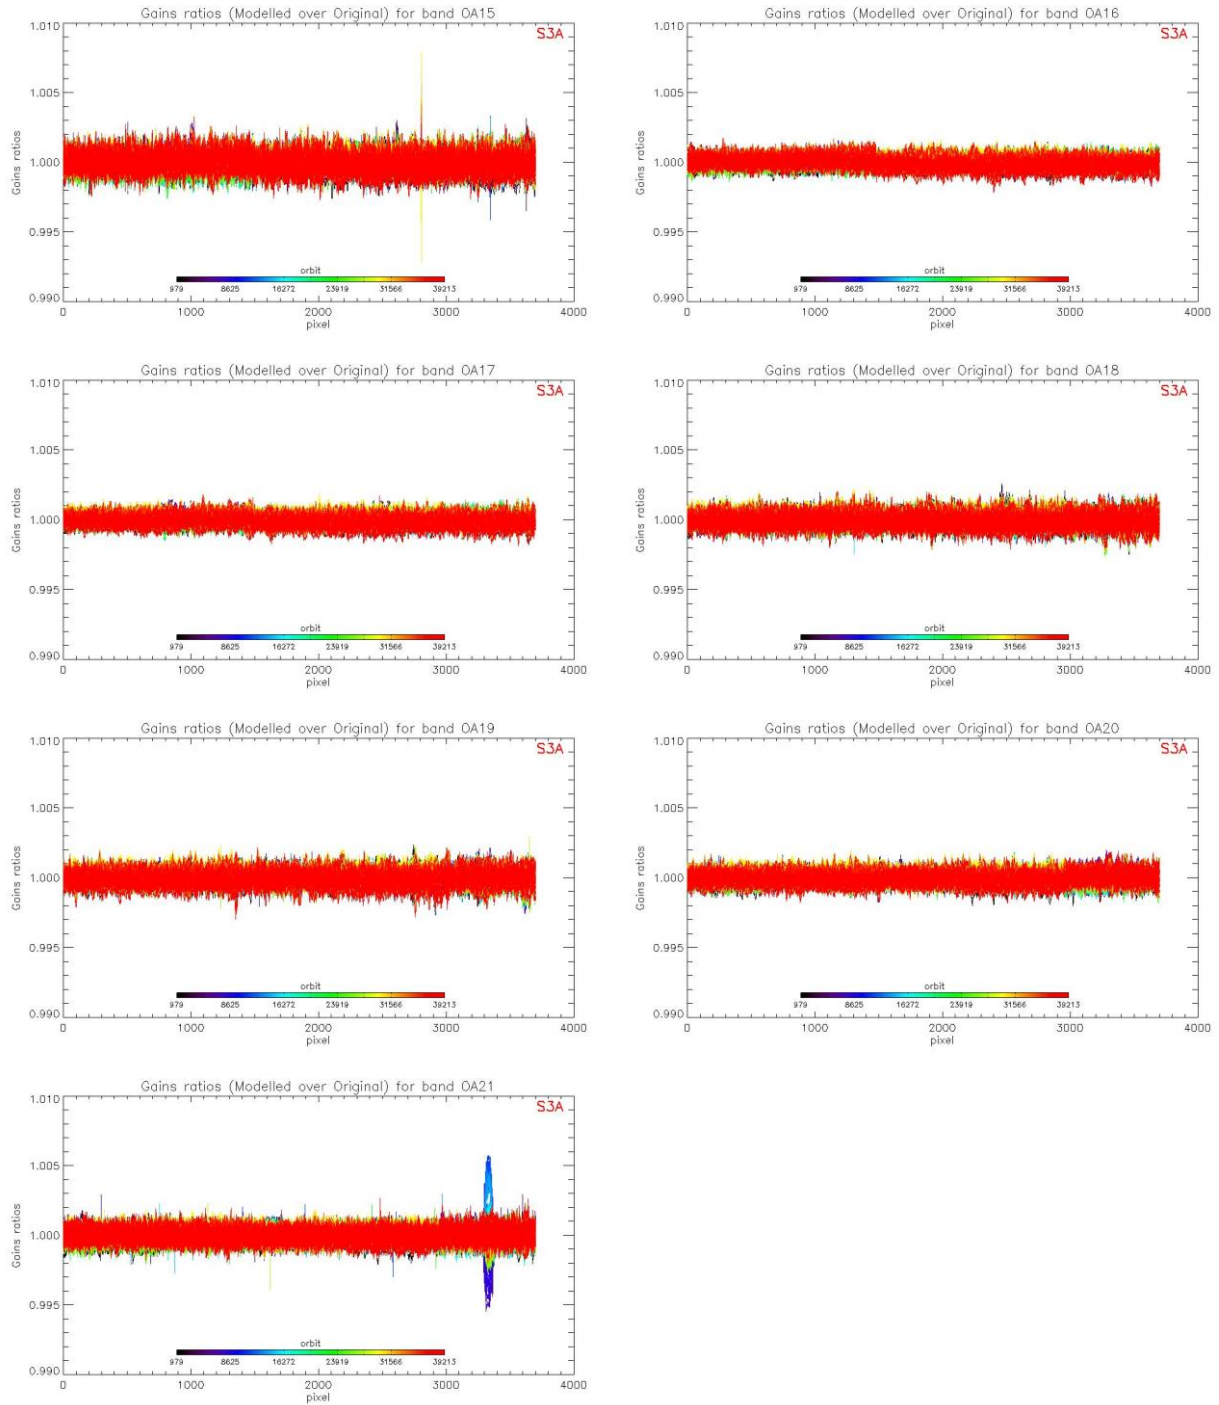 Gains ratios (Modelled over Original) for band OA15
S3A
1.010
1.005
1.000
0.995
0.990
Gains ratios
orbit
979 8625 16272 23919 31566 39213
0 1000 2000 3000 4000
pixel
Gains ratios (Modelled over Original) for band OA16
S3A
1.010
1.005
1.000
0.995
0.990
Gains ratios
orbit
979 8625 16272 23919 31566 39213
0 1000 2000 3000 4000
pixel
Gains ratios (Modelled over Original) for band OA17
S3A
1.010
1.005
1.000
0.995
0.990
Gains ratios
orbit
979 8625 16272 23919 31566 39213
0 1000 2000 3000 4000
pixel
Gains ratios (Modelled over Original) for band OA18
S3A
1.010
1.005
1.000
0.995
0.990
Gains ratios
orbit
979 8625 16272 23919 31566 39213
0 1000 2000 3000 4000
pixel
Gains ratios (Modelled over Original) for band OA19
S3A
1.010
1.005
1.000
0.995
0.990
Gains ratios
orbit
979 8625 16272 23919 31566 39213
0 1000 2000 3000 4000
pixel
Gains ratios (Modelled over Original) for band OA20
S3A
1.010
1.005
1.000
0.995
0.990
Gains ratios
orbit
979 8625 16272 23919 31566 39213
0 1000 2000 3000 4000
pixel
Gains ratios (Modelled over Original) for band OA21
S3A
1.010
1.005
1.000
0.995
0.990
Gains ratios
orbit
979 8625 16272 23919 31566 39213
0 1000 2000 3000 4000
pixel